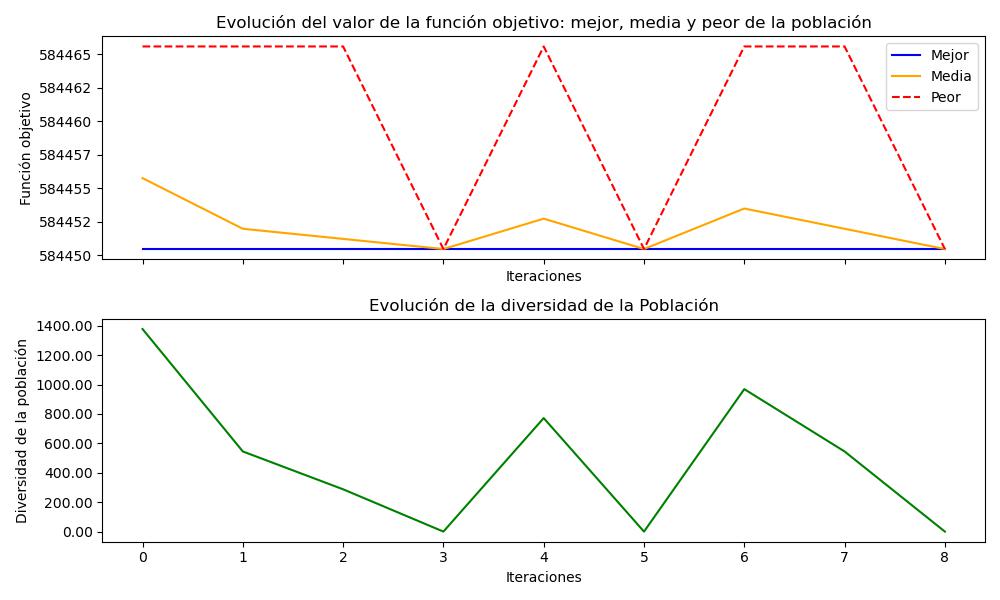 Evolución del valor de la función objetivo: mejor, media y peor de la población
Función objetivo
584465
584462
584460
584457
584455
584452
584450
Mejor
Media
Peor
Iteraciones
Evolución de la diversidad de la Población
Diversidad de la población
1400.00
1200.00
1000.00
800.00
600.00
400.00
200.00
0.00
0 1 2 3 4 5 6 7 8
Iteraciones